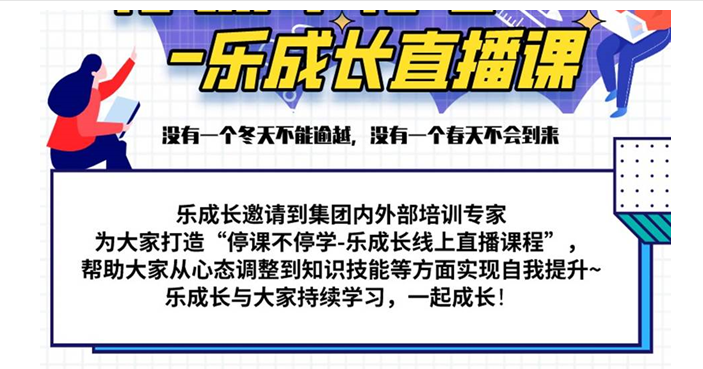 -乐成长直播课
没有一个冬天不能逾越，没有一个春天不会到来
乐成长邀请到集团内外部培训专家
为大家打造“停课不停学-乐成长线上直播课程”，
帮助大家从心态调整到知识技能等方面实现自我提升~
乐成长与大家持续学习，一起成长！